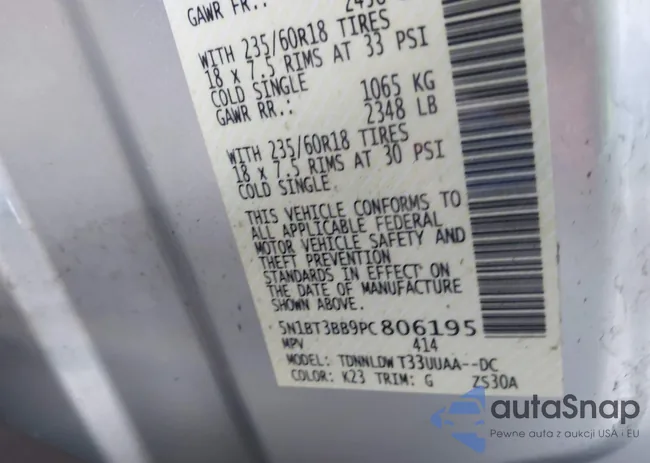 GAWR FR.:
WITH 235/60R18 TIRES
18 x 7.5 RIMS AT 33 PSI
COLD SINGLE 1065 KG
GAWR RR.: 2348 LB
WITH 235/60R18 TIRES
18 x 7.5 RIMS AT 30 PSI
COLD SINGLE
THIS VEHICLE CONFORMS TO
ALL APPLICABLE FEDERAL
MOTOR VEHICLE SAFETY AND
THEFT PREVENTION
STANDARDS IN EFFECT ON
THE DATE OF MANUFACTURE
SHOWN ABOVE.
5N1BT3BB9PC806195
MPV 414
MODEL: TDNNLDWT33UUAA--DC
COLOR: K23 TRIM: G ZS30A
autaSnap
Pewne auta z aukcji USA i EU